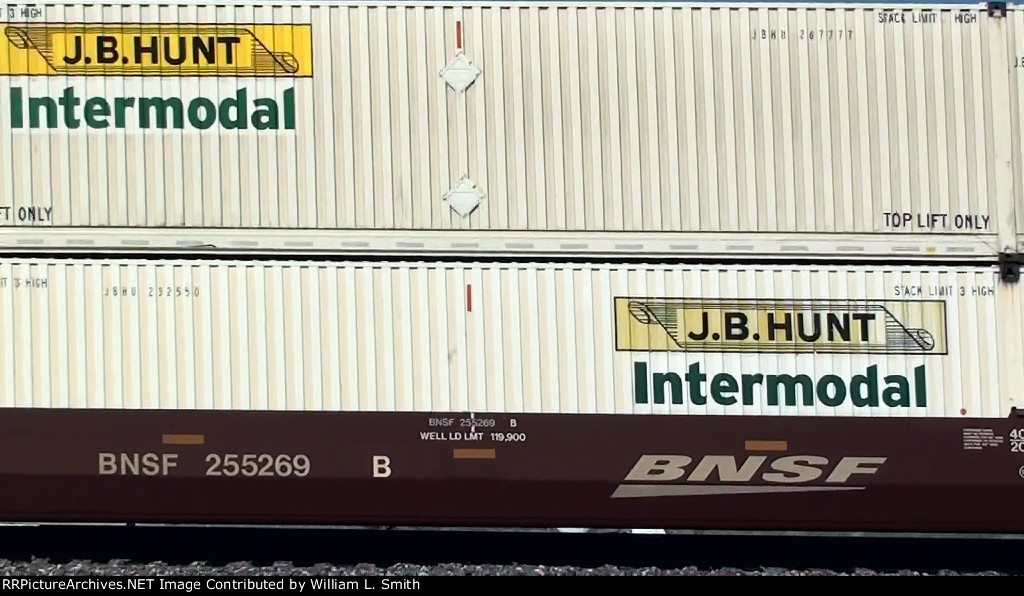 T 3 HIGH
STACK LIMIT HIGH
J.B.HUNT
JBHU 267777
Intermodal
FT ONLY
TOP LIFT ONLY
IT 3 HIGH
JBHU 232550
STACK LIMIT 3 HIGH
J.B.HUNT
Intermodal
BNSF 255269 B
WELL LD LMT 119,900
BNSF 255269 B
BNSF
RRPictureArchives.NET Image Contributed by William L. Smith